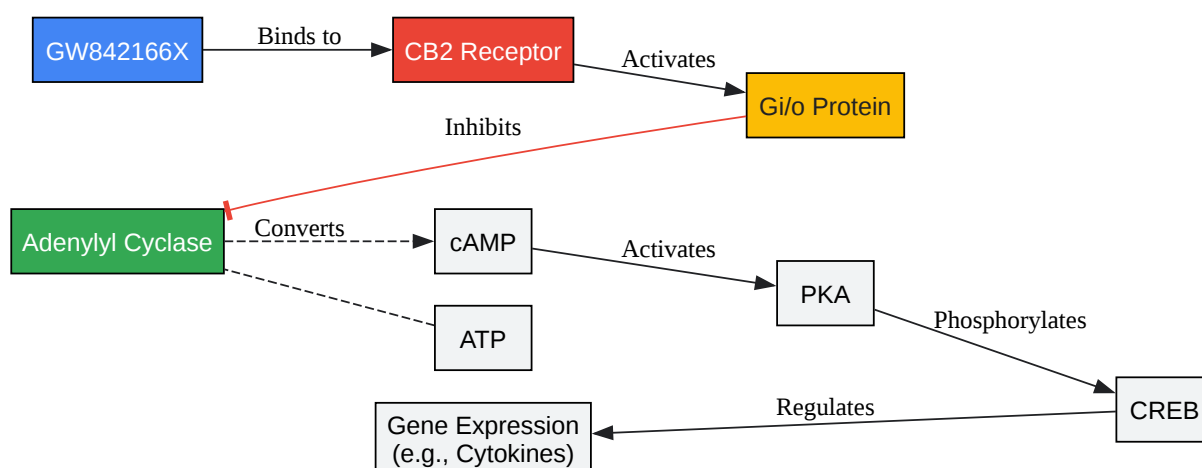 GW842166X
Binds to
CB2 Receptor
Activates
Gi/o Protein
Inhibits
Adenylyl Cyclase
Converts
cAMP
Activates
PKA
ATP
Phosphorylates
CREB
Regulates
Gene Expression
(e.g., Cytokines)